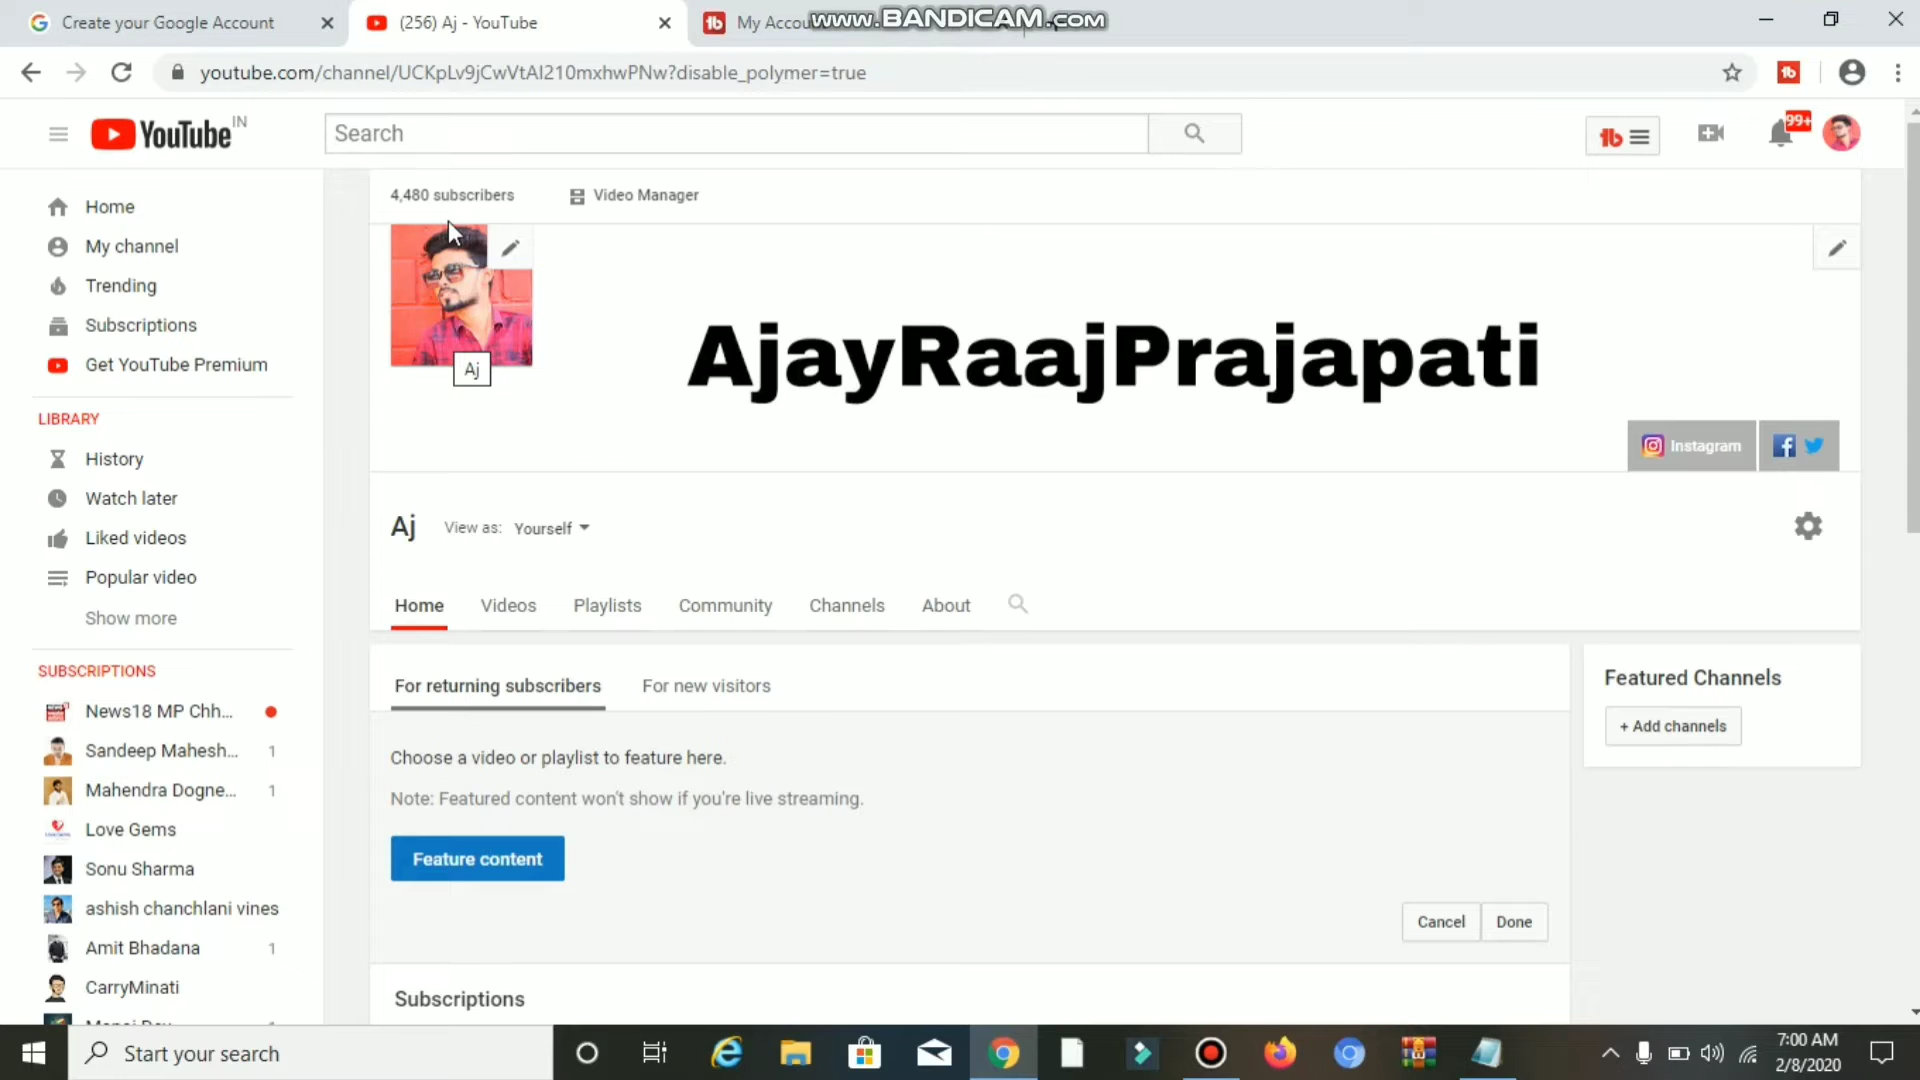 Create your Google Account
(256) Aj - YouTube
My Accou
www.BANDICAM.com
youtube.com/channel/UCKpLv9jCwVtAI210mxhwPNw?disable_polymer=true
YouTube IN
Search
99+
4,480 subscribers
Video Manager
Home
My channel
Trending
Subscriptions
Get YouTube Premium
LIBRARY
History
Watch later
Liked videos
Popular video
Show more
SUBSCRIPTIONS
News18 MP Chh...
Sandeep Mahesh... 1
Mahendra Dogne... 1
Love Gems
Sonu Sharma
ashish chanchlani vines
Amit Bhadana 1
CarryMinati
Aj
AjayRaajPrajapati
Instagram
Aj View as: Yourself
Home Videos Playlists Community Channels About
For returning subscribers For new visitors
Choose a video or playlist to feature here.
Note: Featured content won't show if you're live streaming.
Feature content
Cancel Done
Subscriptions
Featured Channels
+ Add channels
Start your search
7:00 AM
2/8/2020